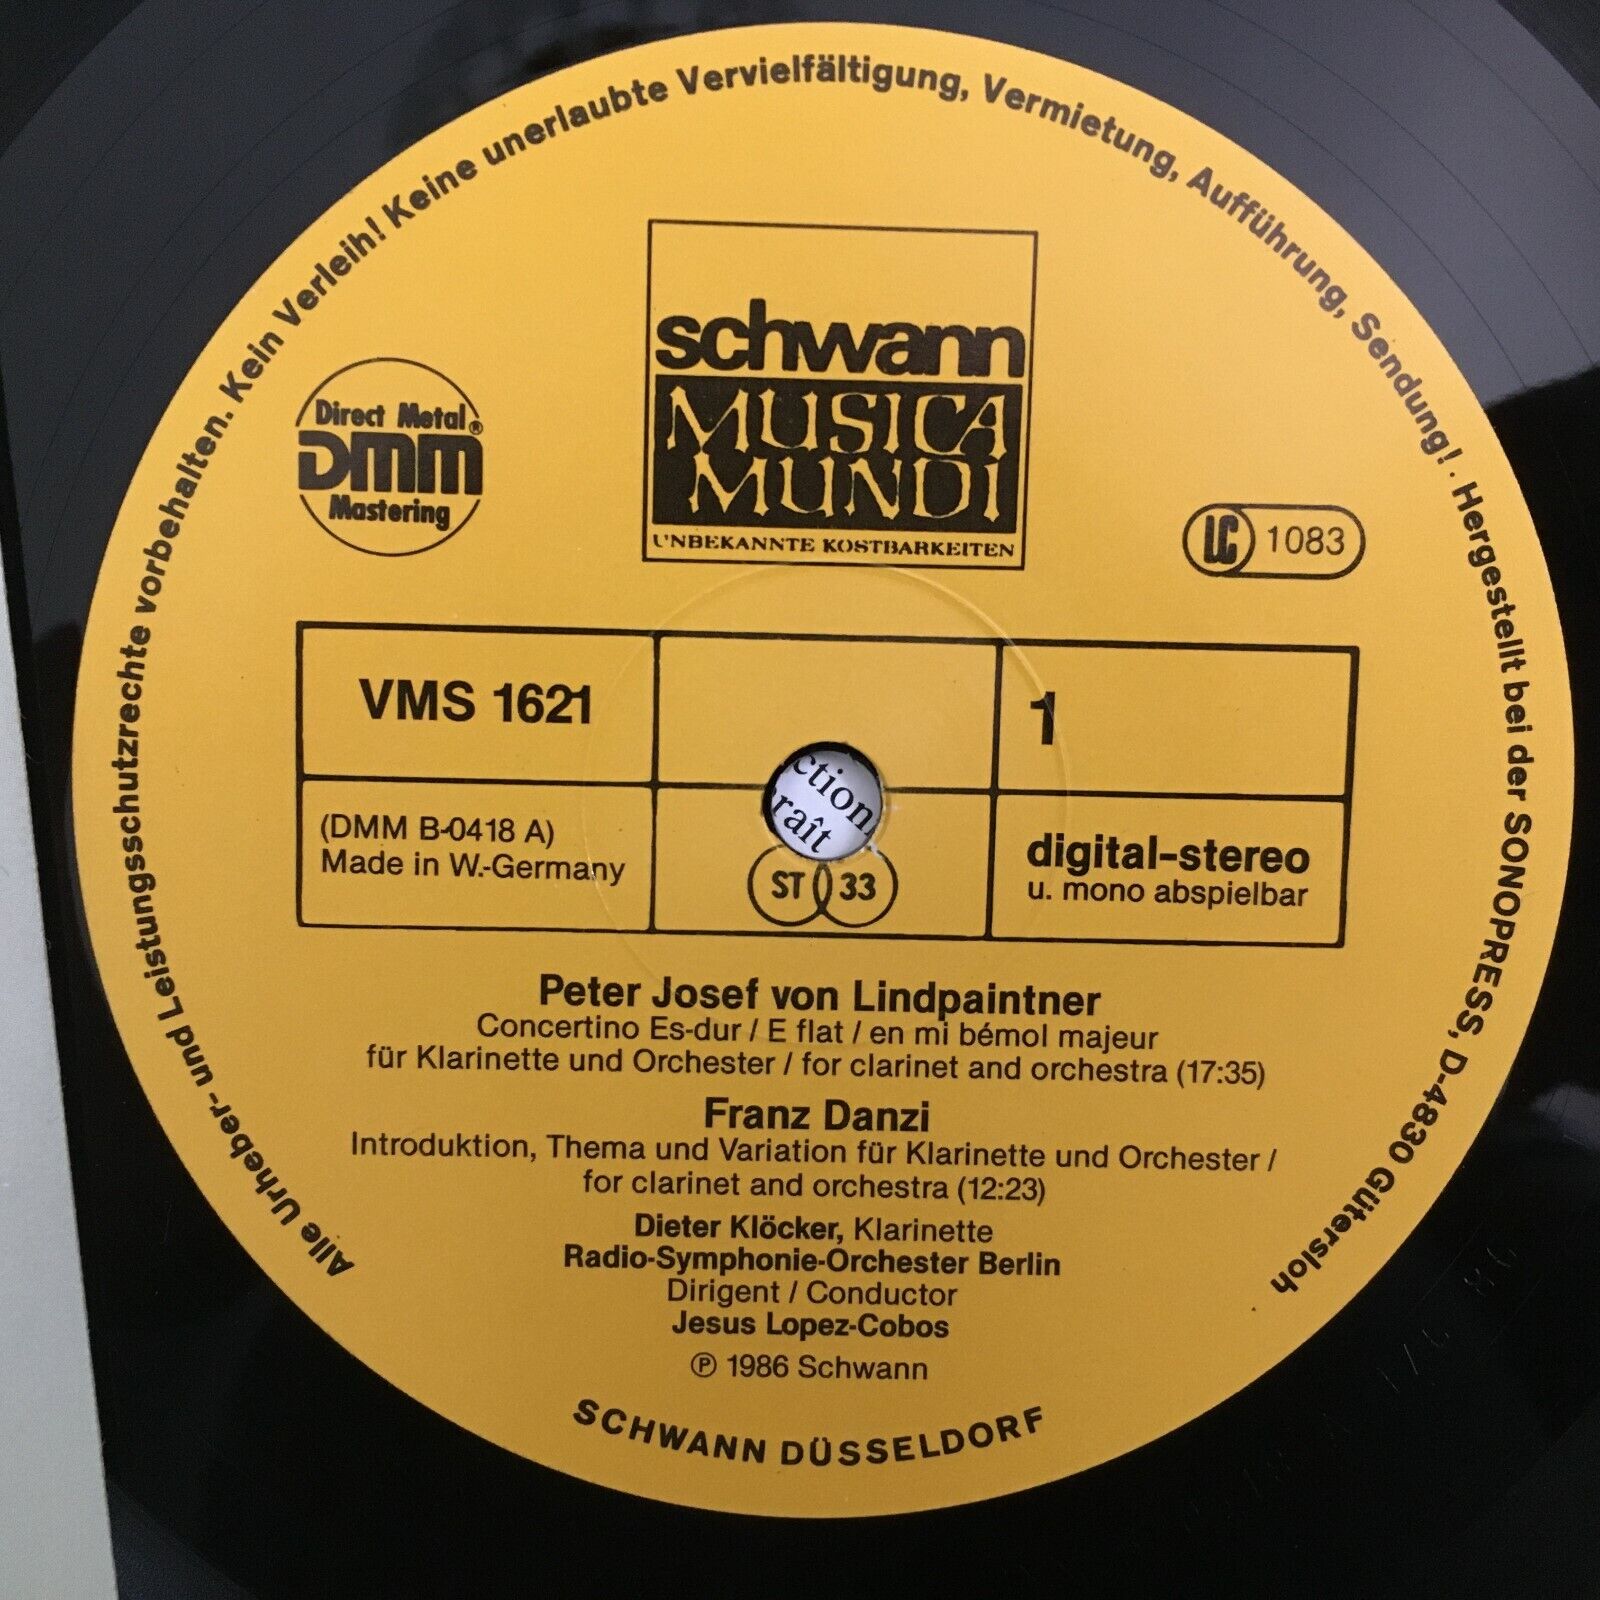 Alle Urheber- und Leistungsschutzrechte vorbehalten. Kein Verleih! Keine unerlaubte Vervielfältigung, Vermietung, Aufführung, Sendung! · Hergestellt bei der SONOPRESS, D-4830 Gütersloh
schwann
MUSICA
MUNDI
UNBEKANNTE KOSTBARKEITEN
Direct Metal
DMM®
Mastering
LC 1083
VMS 1621
1
(DMM B-0418 A)
Made in W.-Germany
ction
raît
ST 33
digital-stereo
u. mono abspielbar
Peter Josef von Lindpaintner
Concertino Es-dur / E flat / en mi bémol majeur
für Klarinette und Orchester / for clarinet and orchestra (17:35)
Franz Danzi
Introduktion, Thema und Variation für Klarinette und Orchester /
for clarinet and orchestra (12:23)
Dieter Klöcker, Klarinette
Radio-Symphonie-Orchester Berlin
Dirigent / Conductor
Jesus Lopez-Cobos
℗ 1986 Schwann
SCHWANN DÜSSELDORF